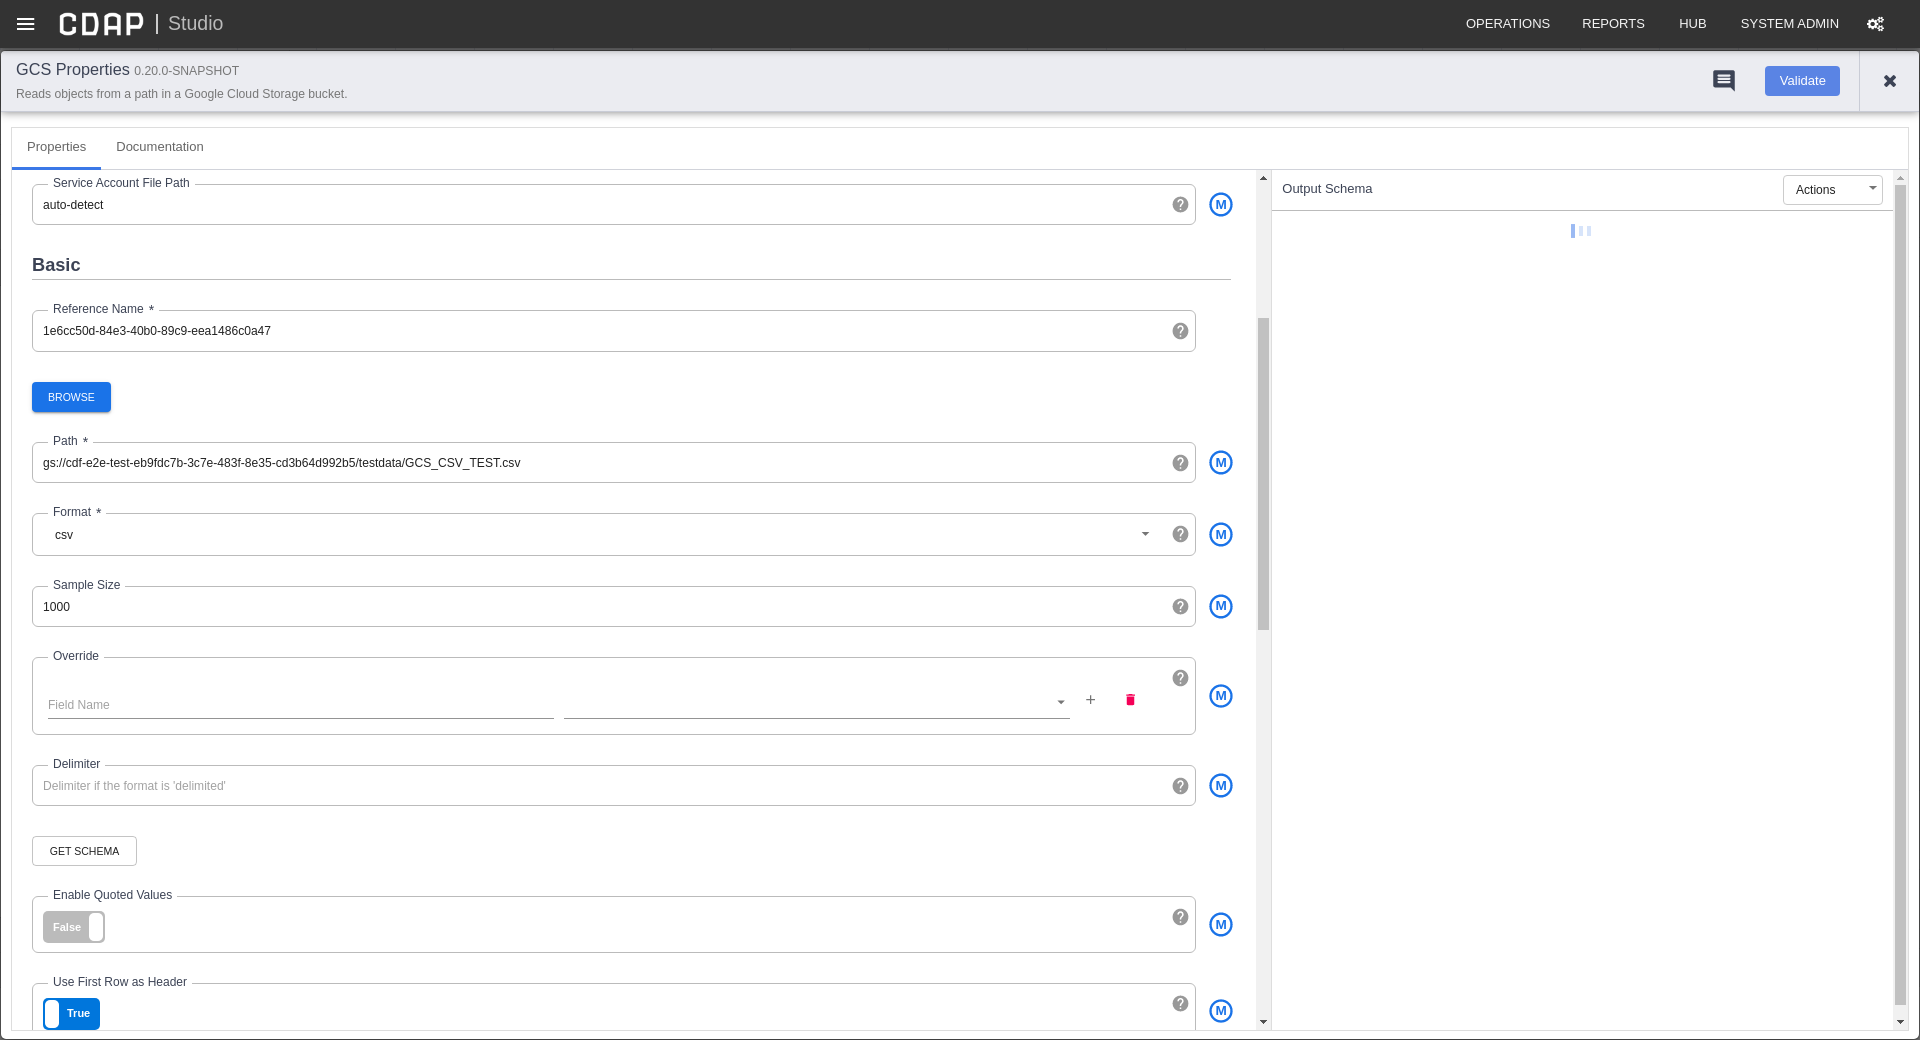 CDAP | Studio
OPERATIONS REPORTS HUB SYSTEM ADMIN
GCS Properties 0.20.0-SNAPSHOT
Reads objects from a path in a Google Cloud Storage bucket.
Validate
Properties Documentation
Service Account File Path
auto-detect
M
Output Schema
Actions
Basic
Reference Name *
1e6cc50d-84e3-40b0-89c9-eea1486c0a47
BROWSE
Path *
gs://cdf-e2e-test-eb9fdc7b-3c7e-483f-8e35-cd3b64d992b5/testdata/GCS_CSV_TEST.csv
M
Format *
csv
M
Sample Size
1000
M
Override
Field Name
M
Delimiter
Delimiter if the format is 'delimited'
M
GET SCHEMA
Enable Quoted Values
False
M
Use First Row as Header
True
M